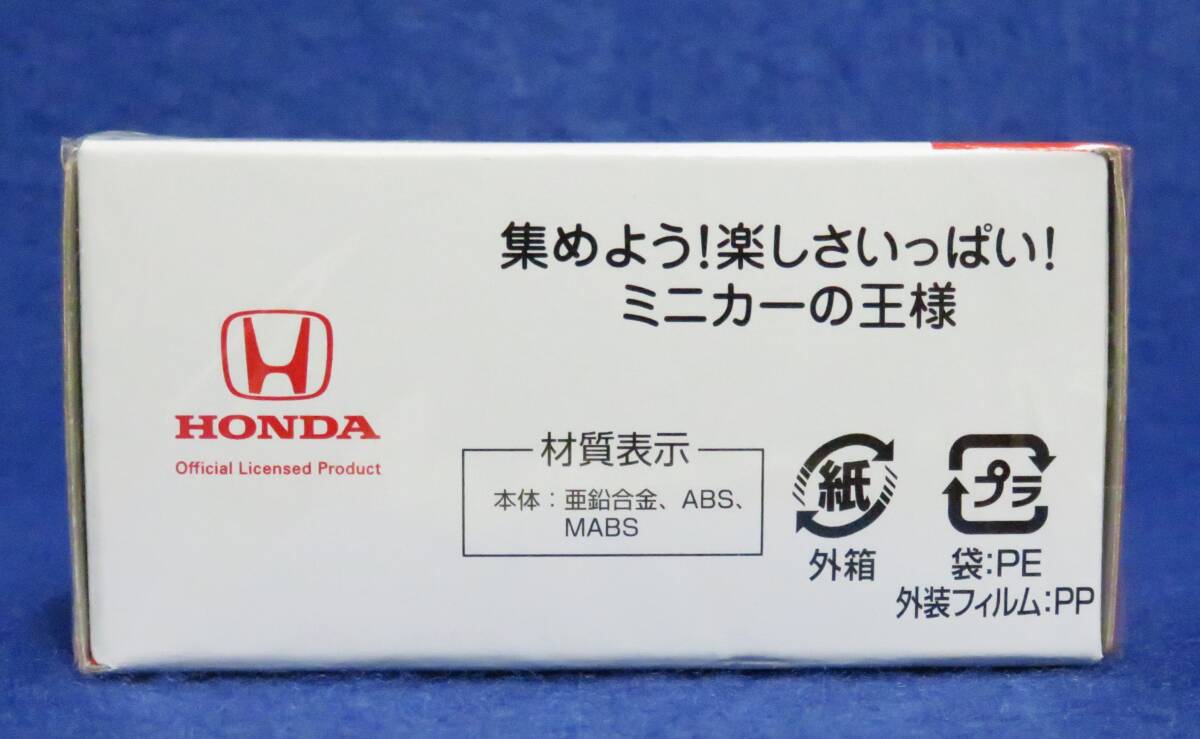 集めよう!楽しさいっぱい!
ミニカーの王様
HONDA
Official Licensed Product
材質表示
本体:亜鉛合金、ABS、
MABS
紙
外箱
プラ
袋:PE
外装フィルム:PP